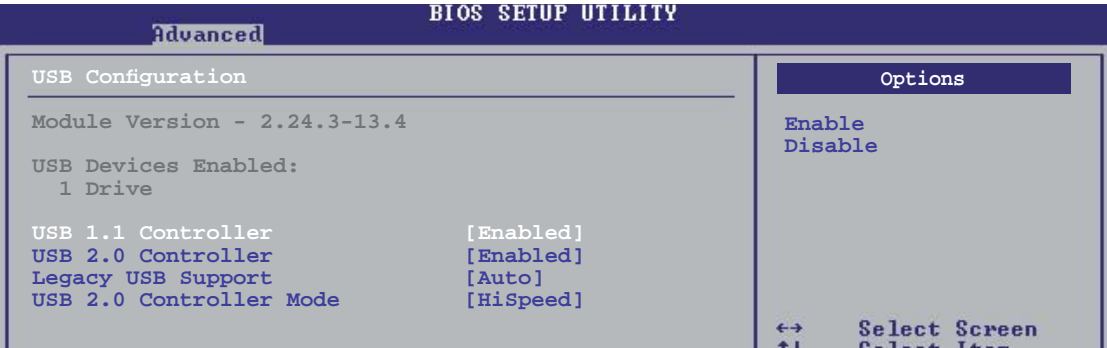 BIOS SETUP UTILITY
Advanced
USB Configuration
Module Version - 2.24.3-13.4
USB Devices Enabled:
1 Drive
USB 1.1 Controller [Enabled]
USB 2.0 Controller [Enabled]
Legacy USB Support [Auto]
USB 2.0 Controller Mode [HiSpeed]
Options
Enable
Disable
←→ Select Screen